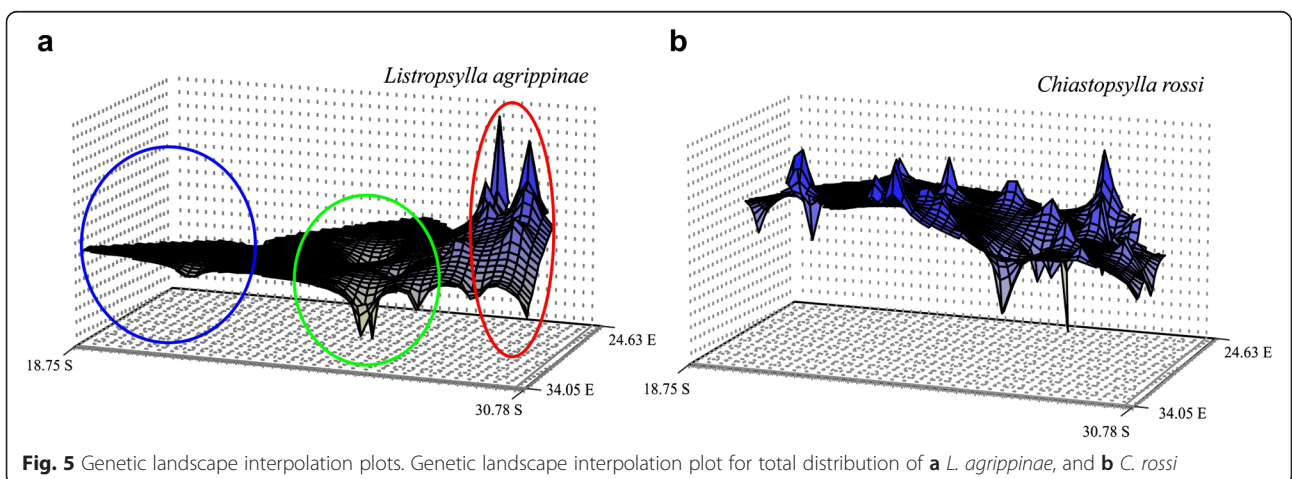 a
b
Listropsylla agrippinae
Chiastopsylla rossi
18.75 S
30.78 S
34.05 E
24.63 E
18.75 S
30.78 S
34.05 E
24.63 E
Fig. 5 Genetic landscape interpolation plots. Genetic landscape interpolation plot for total distribution of a L. agrippinae, and b C. rossi